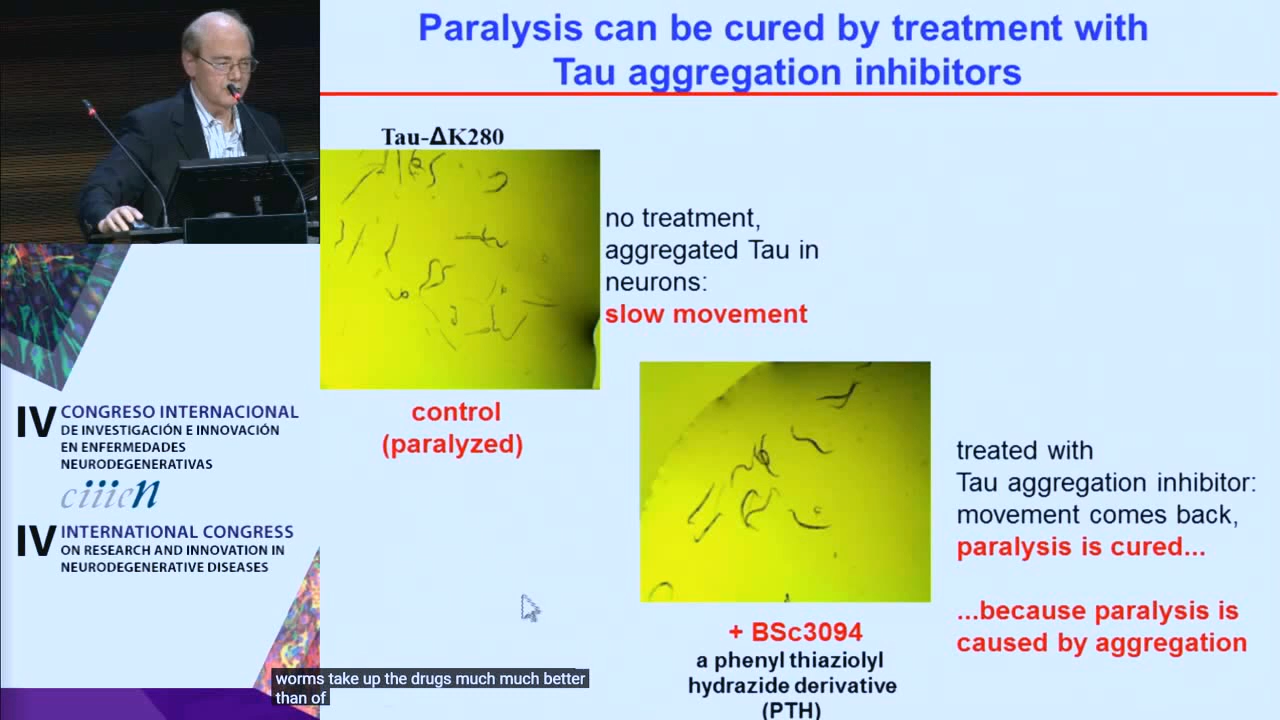 Paralysis can be cured by treatment with
Tau aggregation inhibitors
Tau-ΔK280
no treatment,
aggregated Tau in
neurons:
slow movement
control
(paralyzed)
treated with
Tau aggregation inhibitor:
movement comes back,
paralysis is cured...
...because paralysis is
caused by aggregation
+ BSc3094
a phenyl thiaziolyl
hydrazide derivative
(PTH)
IV CONGRESO INTERNACIONAL
DE INVESTIGACIÓN E INNOVACIÓN
EN ENFERMEDADES
NEURODEGENERATIVAS
ciiien
IV INTERNATIONAL CONGRESS
ON RESEARCH AND INNOVATION IN
NEURODEGENERATIVE DISEASES
worms take up the drugs much much better
than of